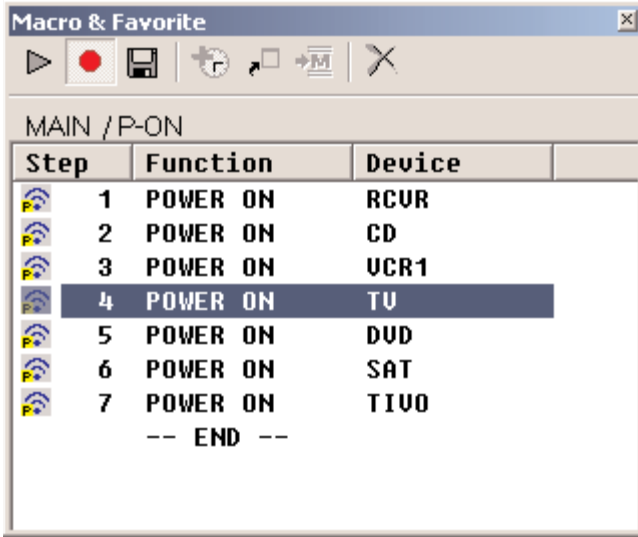 Macro & Favorite
MAIN / P-ON
Step Function Device
1 POWER ON RCVR
2 POWER ON CD
3 POWER ON VCR1
4 POWER ON TV
5 POWER ON DVD
6 POWER ON SAT
7 POWER ON TIVO
-- END --